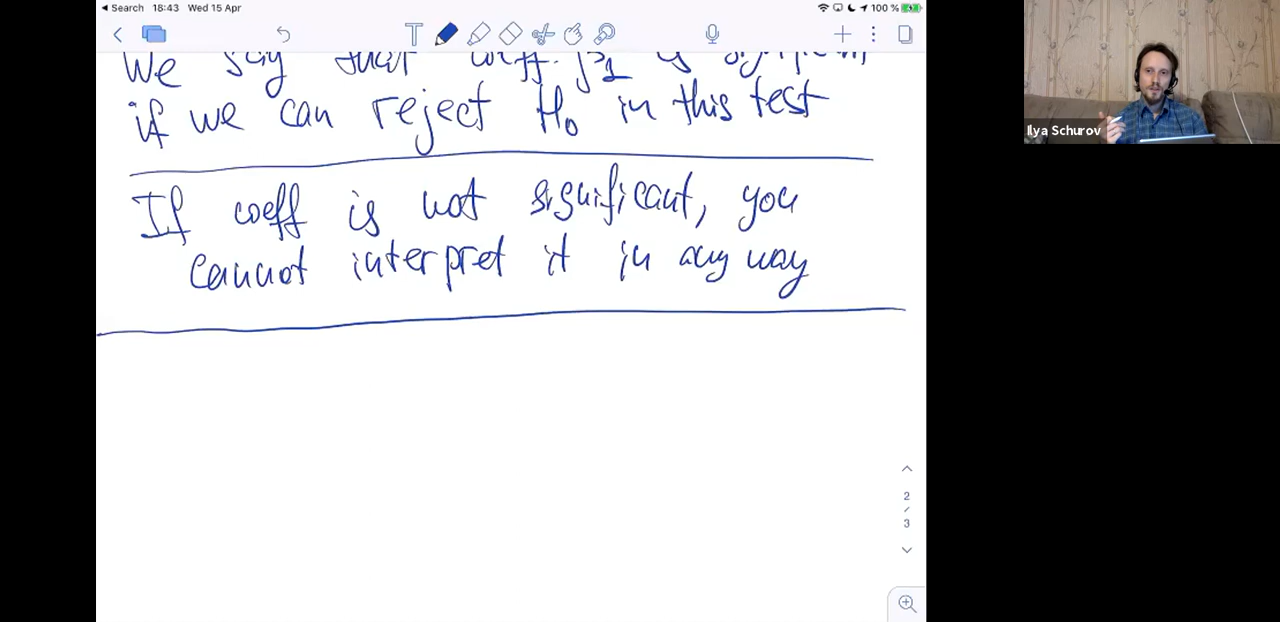 Search 18:43 Wed 15 Apr
100 %
T
We say that coeff. β1 is
if we can reject H0 in this test
If coeff is not significant, you
cannot interpret it in any way
Ilya Schurov
2
/
3